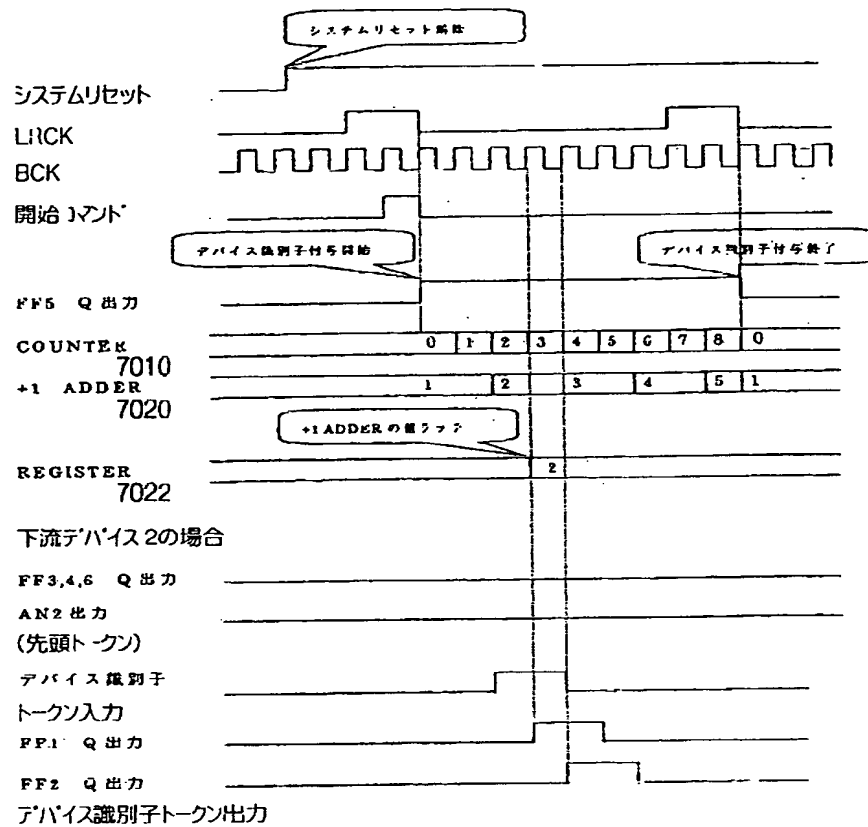 システムリセット解除
システムリセット
LRCK
BCK
開始コマンド
デバイス識別子付与開始
デバイス識別子付与終了
FF5 Q出力
COUNTER 0 1 2 3 4 5 6 7 8 0
7010
+1 ADDER 1 2 3 4 5 1
7020
+1 ADDERの値ラッチ
REGISTER 2
7022
下流デバイス2の場合
FF3,4,6 Q出力
AN2出力
(先頭トークン)
デバイス識別子
トークン入力
FF1 Q出力
FF2 Q出力
デバイス識別子トークン出力